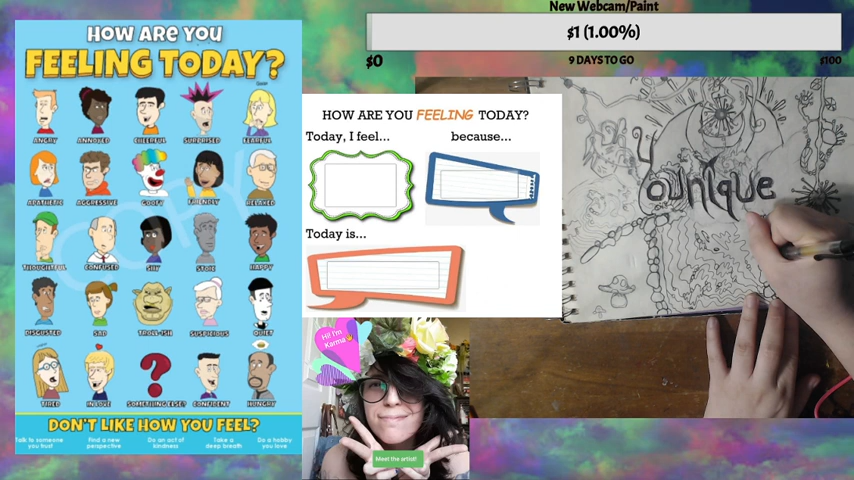 HOW ARE YOU
FEELING TODAY?
ANGRY
ANNOYED
CHEERFUL
SURPRISED
FEARFUL
APATHETIC
AGGRESSIVE
GOOFY
FRIENDLY
RELAXED
THOUGHTFUL
CONFUSED
SHY
STOIC
HAPPY
DISGUSTED
SAD
TROLL-ISH
SUSPICIOUS
QUIET
TIRED
IN LOVE
SOMETHING ELSE?
CONFIDENT
HUNGRY
DON'T LIKE HOW YOU FEEL?
Talk to someone
you trust
Find a new
perspective
Do an act of
kindness
Take a
deep breath
Do a hobby
you love
COPY
HOW ARE YOU FEELING TODAY?
Today, I feel...
because...
Today is...
Hi! I'm
Karma
Meet the artist!
New Webcam/Paint
$1 (1.00%)
$0
9 DAYS TO GO
$100
YOUnique